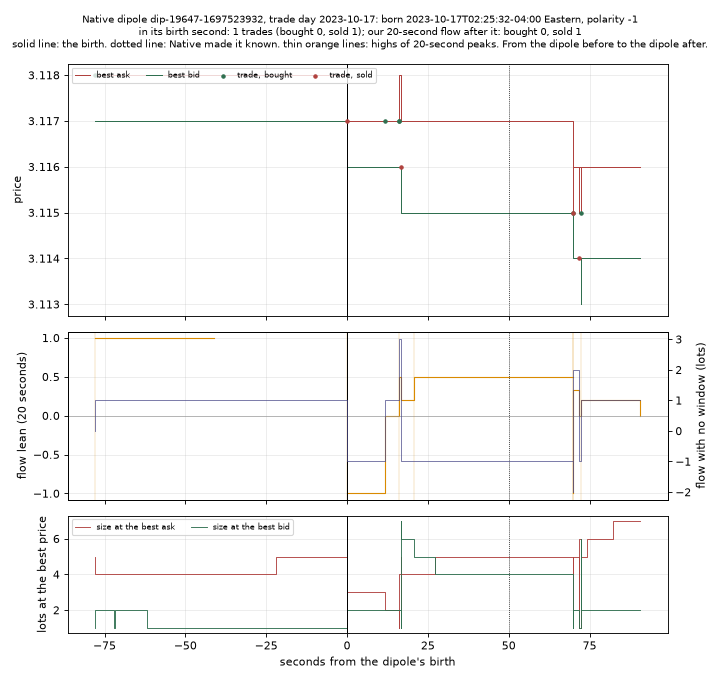 Native dipole dip-19647-1697523932, trade day 2023-10-17: born 2023-10-17T02:25:32-04:00 Eastern, polarity -1
in its birth second: 1 trades (bought 0, sold 1); our 20-second flow after it: bought 0, sold 1
solid line: the birth. dotted line: Native made it known. thin orange lines: highs of 20-second peaks. From the dipole before to the dipole after.
best ask best bid trade, bought trade, sold
3.118
3.117
3.116
3.115
3.114
3.113
price
1.0
0.5
0.0
−0.5
−1.0
flow lean (20 seconds)
3
2
1
0
−1
−2
flow with no window (lots)
size at the best ask size at the best bid
6
4
2
lots at the best price
−75 −50 −25 0 25 50 75
seconds from the dipole's birth